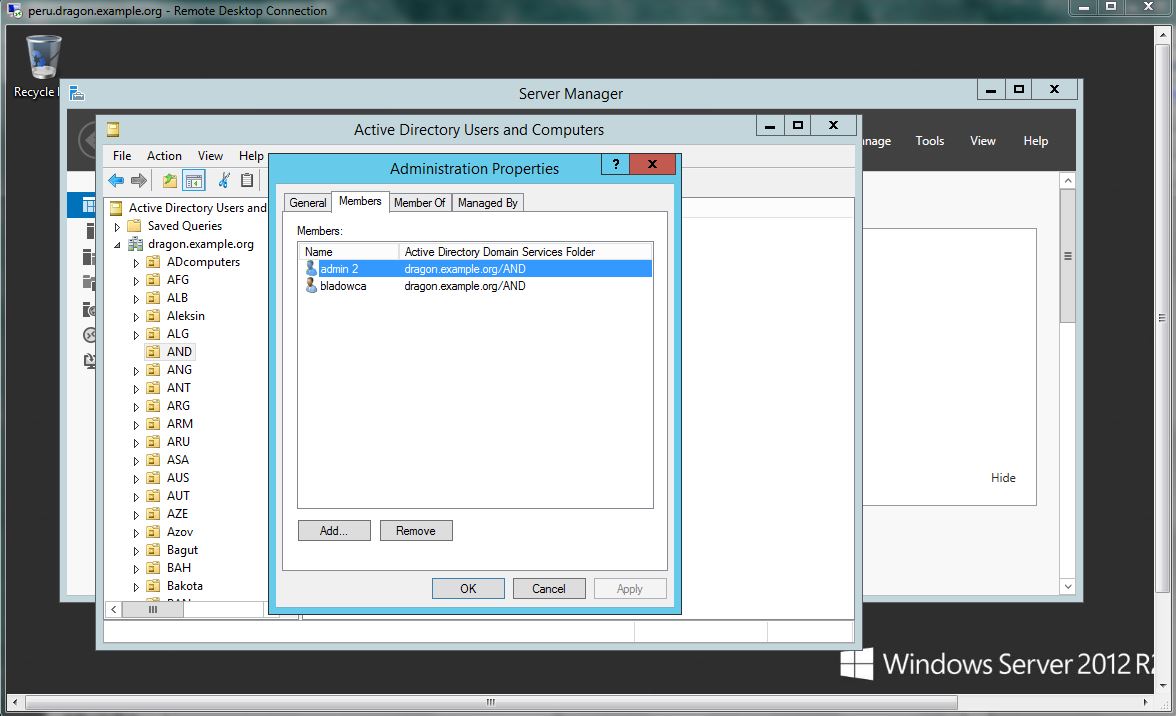 peru.dragon.example.org - Remote Desktop Connection
Recycle
Server Manager
Tools View Help
Active Directory Users and Computers
File Action View Help
Administration Properties
?
General Members Member Of Managed By
Members:
Name Active Directory Domain Services Folder
admin 2 dragon.example.org/AND
bladowca dragon.example.org/AND
Add... Remove
OK Cancel Apply
Active Directory Users and
Saved Queries
dragon.example.org
ADcomputers
AFG
ALB
Aleksin
ALG
AND
ANG
ANT
ARG
ARM
ARU
ASA
AUS
AUT
AZE
Azov
Bagut
BAH
Bakota
Hide
Windows Server 2012 R2